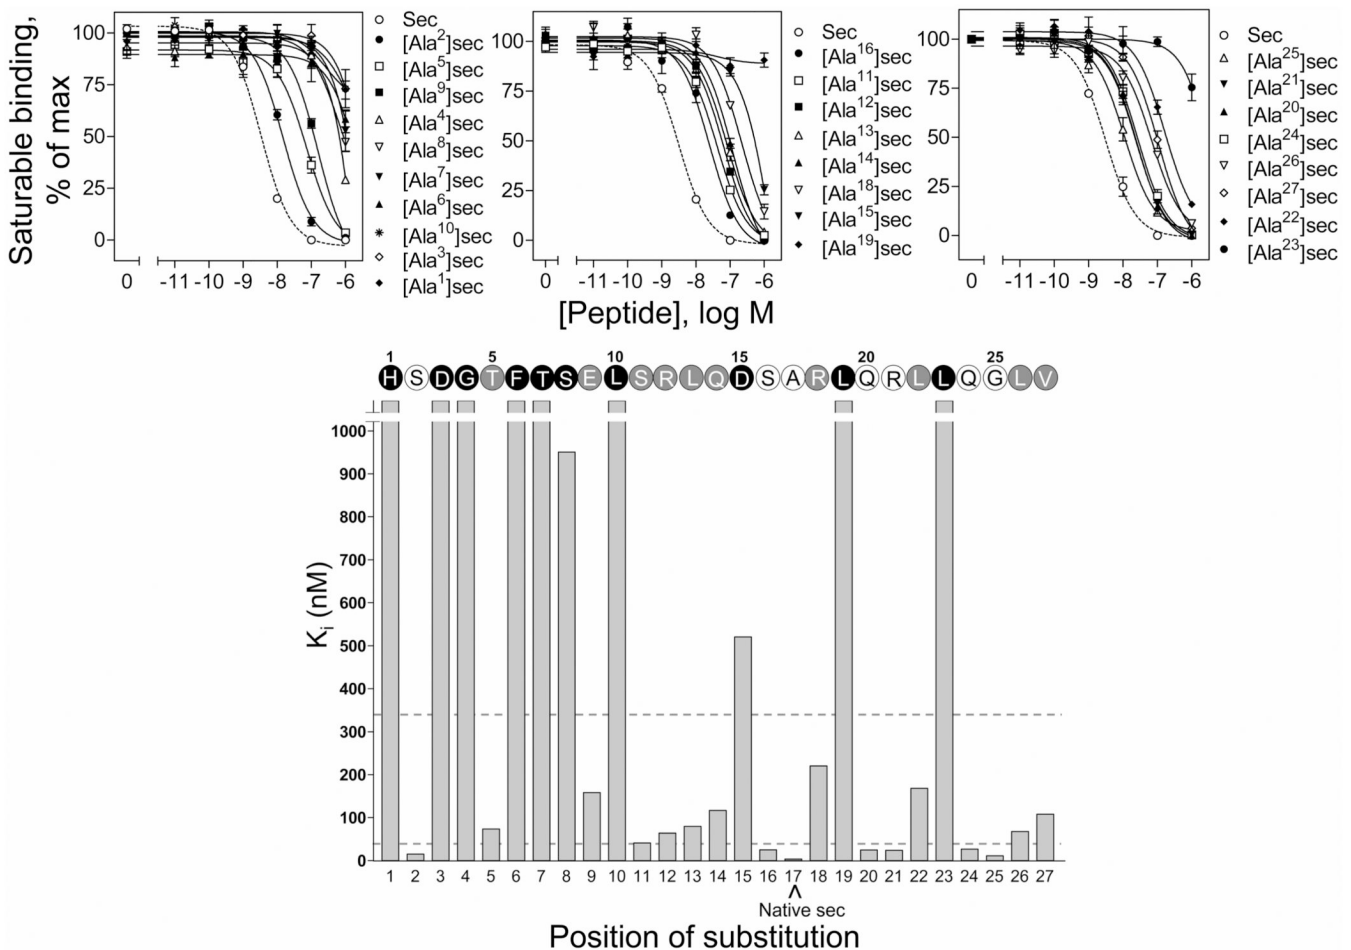 Saturable binding,
% of max
100
75
50
25
0
0 -11 -10 -9 -8 -7 -6
Sec
[Ala²]sec
[Ala⁵]sec
[Ala⁹]sec
[Ala⁴]sec
[Ala⁸]sec
[Ala⁷]sec
[Ala⁶]sec
[Ala¹⁰]sec
[Ala³]sec
[Ala¹]sec
100
75
50
25
0
0 -11 -10 -9 -8 -7 -6
Sec
[Ala¹⁶]sec
[Ala¹¹]sec
[Ala¹²]sec
[Ala¹³]sec
[Ala¹⁴]sec
[Ala¹⁸]sec
[Ala¹⁵]sec
[Ala¹⁹]sec
100
75
50
25
0
0 -11 -10 -9 -8 -7 -6
Sec
[Ala²⁵]sec
[Ala²¹]sec
[Ala²⁰]sec
[Ala²⁴]sec
[Ala²⁶]sec
[Ala²⁷]sec
[Ala²²]sec
[Ala²³]sec
[Peptide], log M
1 5 10 15 20 25
H S D G T F T S E L S R L Q D S A R L Q R L L Q G L V
Kᵢ (nM)
1000
900
800
700
600
500
400
300
200
100
0
1 2 3 4 5 6 7 8 9 10 11 12 13 14 15 16 17 18 19 20 21 22 23 24 25 26 27
Native sec
Position of substitution